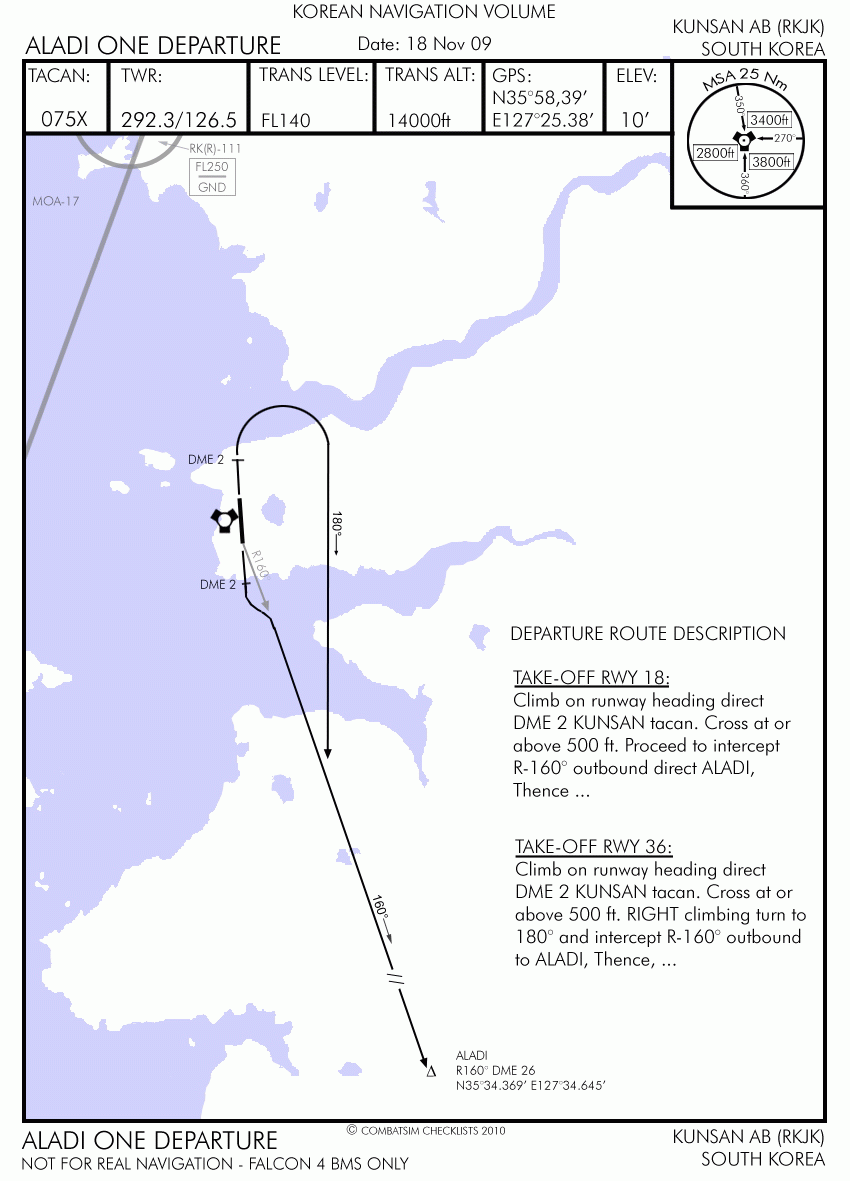 KOREAN NAVIGATION VOLUME
ALADI ONE DEPARTURE
Date: 18 Nov 09
KUNSAN AB (RKJK)
SOUTH KOREA
TACAN:
075X
TWR:
292.3/126.5
TRANS LEVEL:
FL140
TRANS ALT:
14000ft
GPS:
N35°58,39'
E127°25.38'
ELEV:
10'
MSA 25 Nm
350°
3400ft
270°
2800ft
3800ft
360°
RK(R)-111
FL250
GND
MOA-17
DME 2
180°
R160°
DME 2
DEPARTURE ROUTE DESCRIPTION
TAKE-OFF RWY 18:
Climb on runway heading direct
DME 2 KUNSAN tacan. Cross at or
above 500 ft. Proceed to intercept
R-160° outbound direct ALADI,
Thence ...
TAKE-OFF RWY 36:
Climb on runway heading direct
DME 2 KUNSAN tacan. Cross at or
above 500 ft. RIGHT climbing turn to
180° and intercept R-160° outbound
to ALADI, Thence, ...
160°
ALADI
R160° DME 26
N35°34.369' E127°34.645'
ALADI ONE DEPARTURE
NOT FOR REAL NAVIGATION - FALCON 4 BMS ONLY
© COMBATSIM CHECKLISTS 2010
KUNSAN AB (RKJK)
SOUTH KOREA